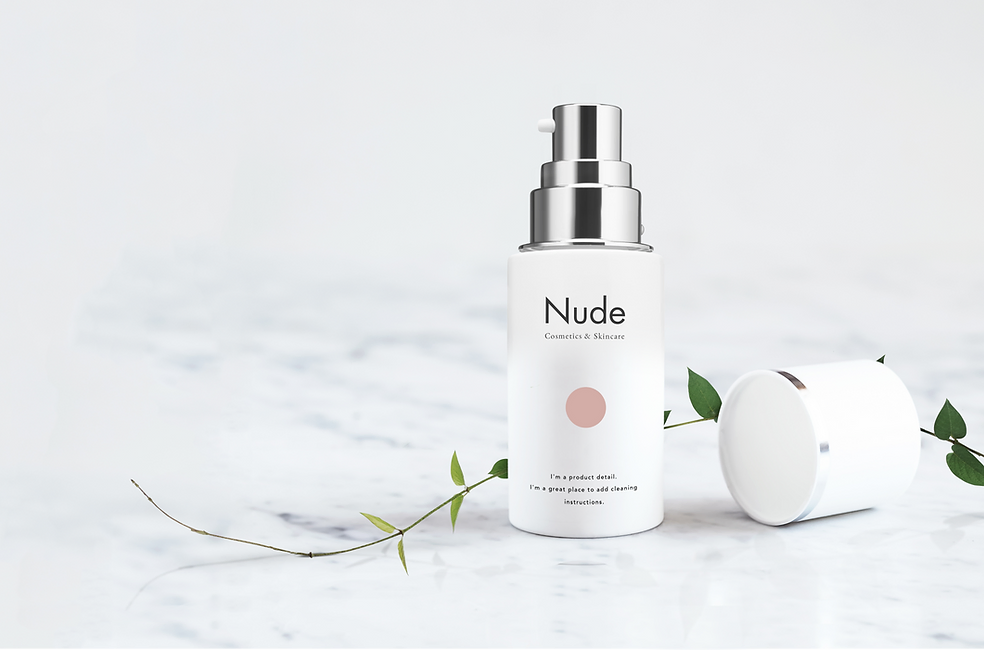 Nude
Cosmetics & Skincare
I'm a product detail.
I'm a great place to add cleaning
instructions.